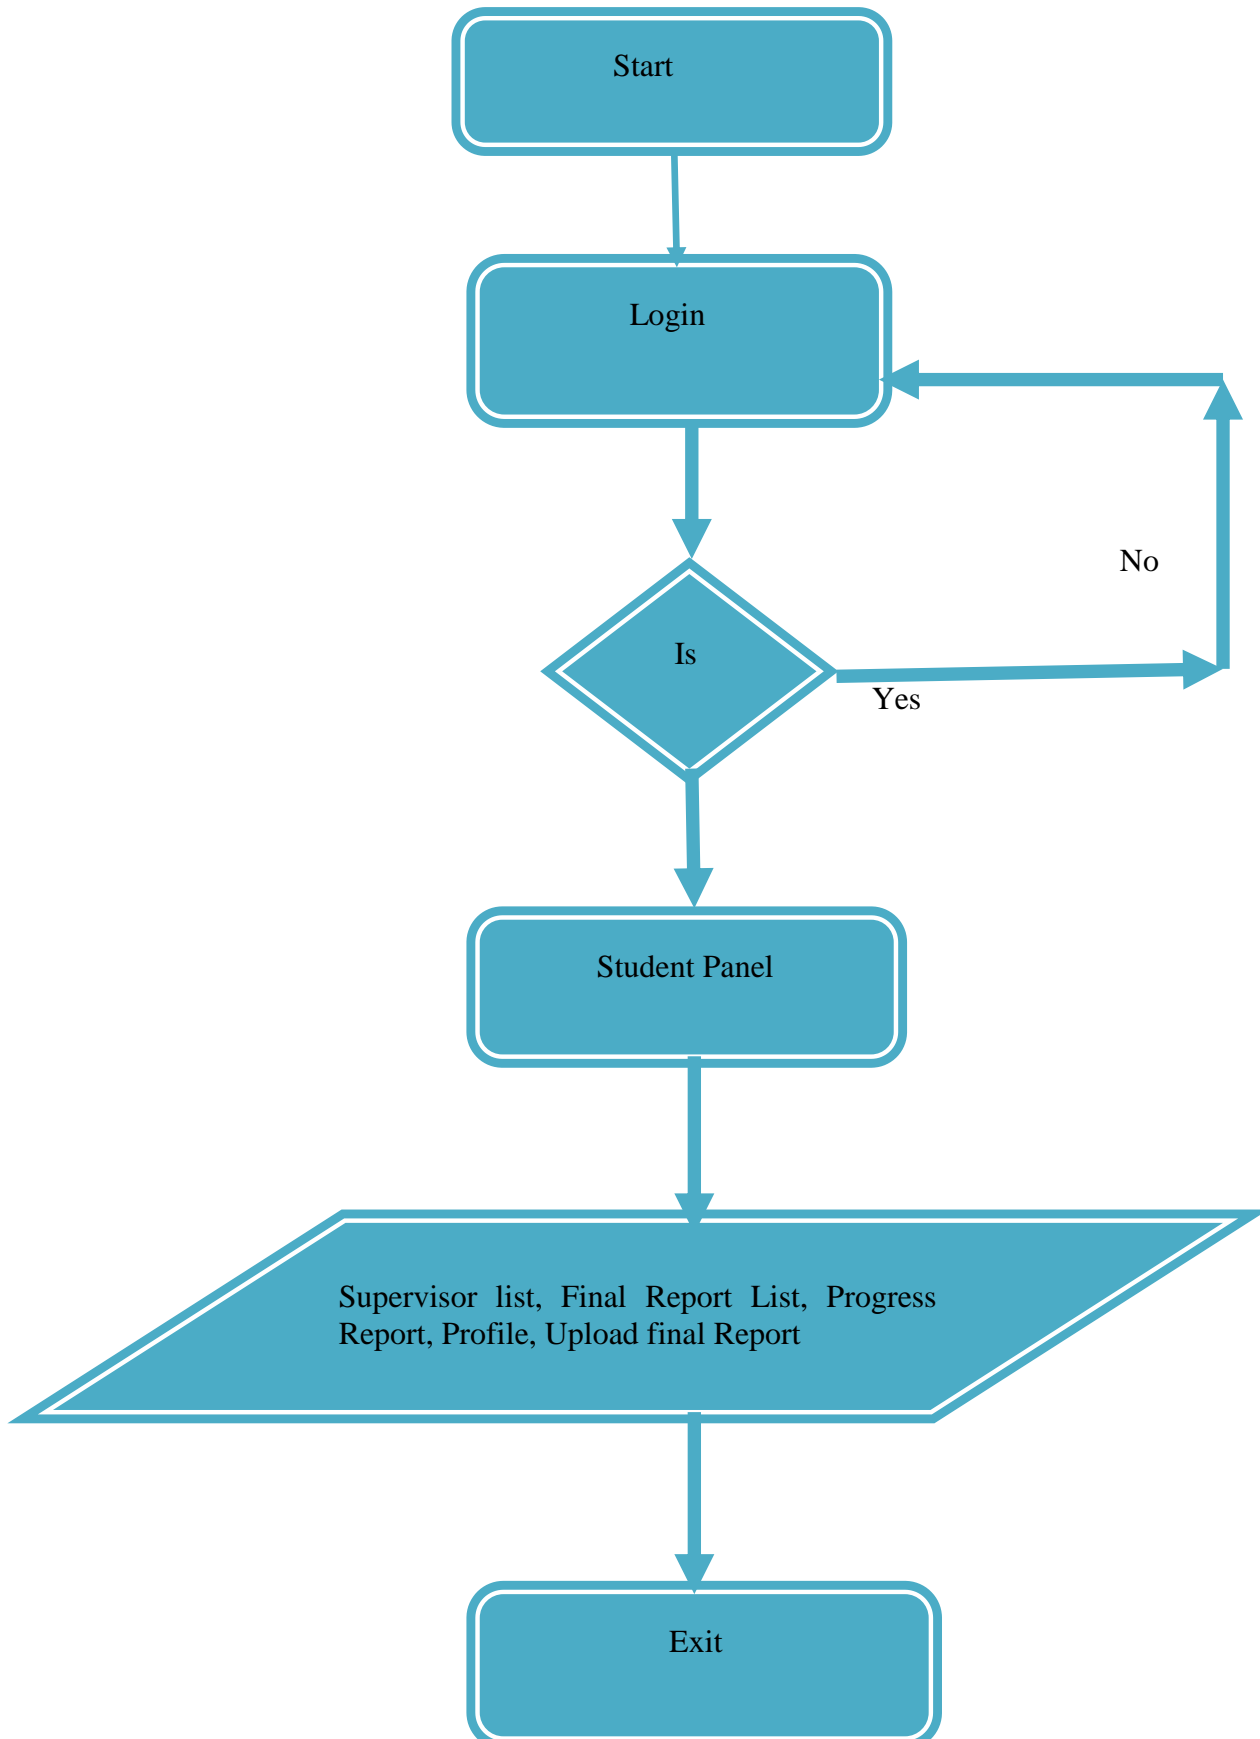 Start
Login
No
Is
Yes
Student Panel
Supervisor list, Final Report List, Progress
Report, Profile, Upload final Report
Exit